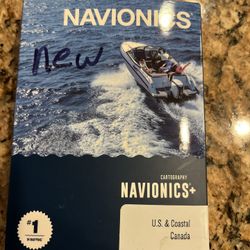 NAVIONICS
new
CARTOGRAPHY
NAVIONICS+
#1
U.S. & Coastal
Canada